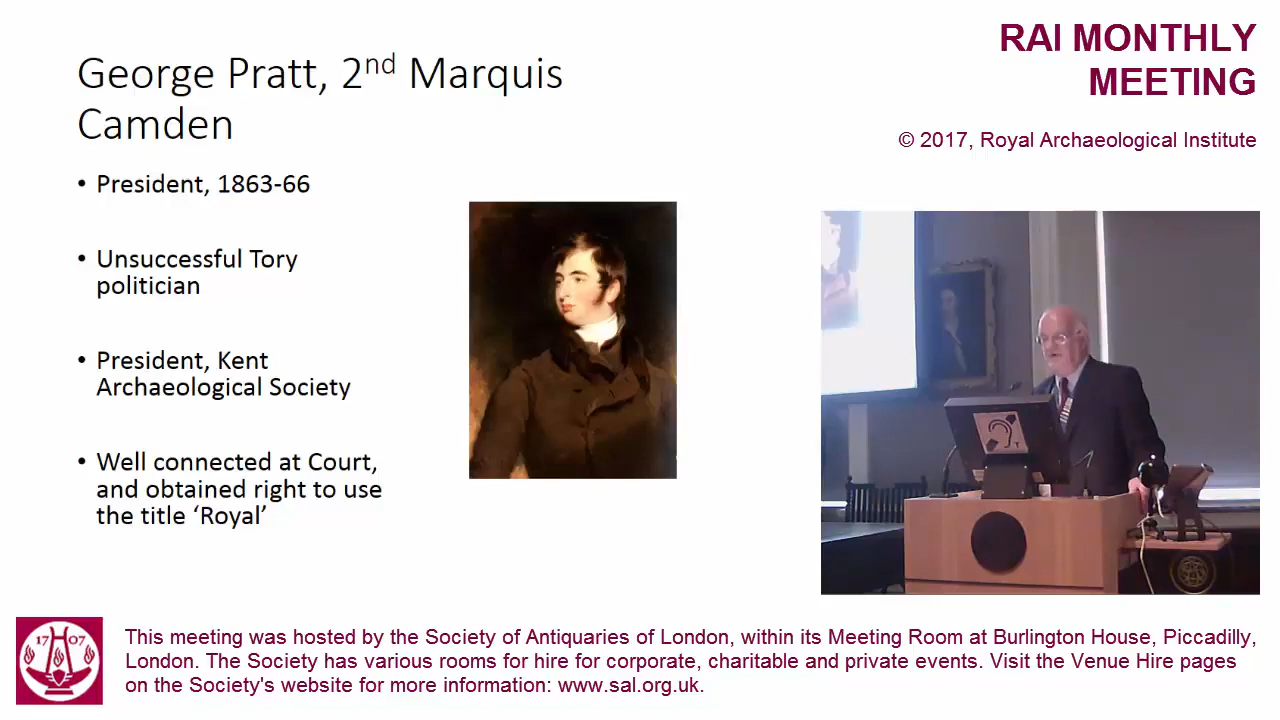 George Pratt, 2nd Marquis
Camden
• President, 1863-66
• Unsuccessful Tory
politician
• President, Kent
Archaeological Society
• Well connected at Court,
and obtained right to use
the title ‘Royal’
RAI MONTHLY
MEETING
© 2017, Royal Archaeological Institute
T
17 07
This meeting was hosted by the Society of Antiquaries of London, within its Meeting Room at Burlington House, Piccadilly,
London. The Society has various rooms for hire for corporate, charitable and private events. Visit the Venue Hire pages
on the Society's website for more information: www.sal.org.uk.